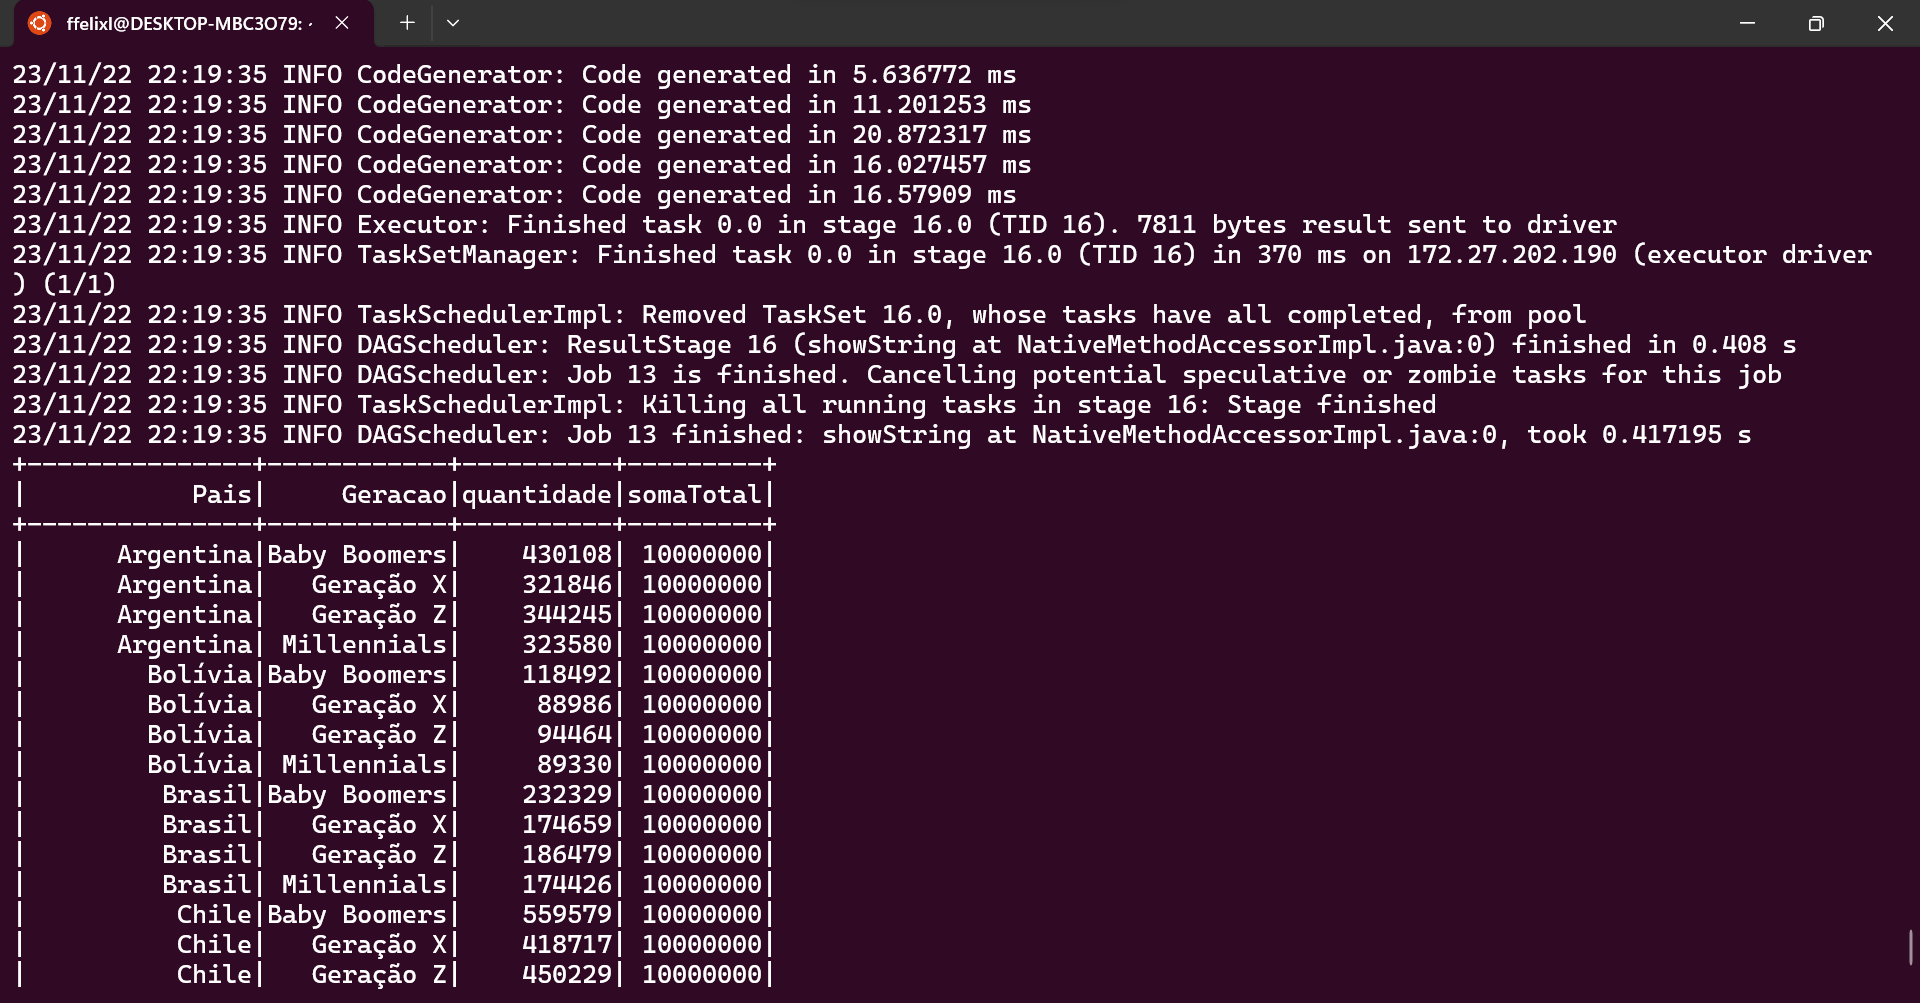 ffelixl@DESKTOP-MBC3O79: ~
23/11/22 22:19:35 INFO CodeGenerator: Code generated in 5.636772 ms
23/11/22 22:19:35 INFO CodeGenerator: Code generated in 11.201253 ms
23/11/22 22:19:35 INFO CodeGenerator: Code generated in 20.872317 ms
23/11/22 22:19:35 INFO CodeGenerator: Code generated in 16.027457 ms
23/11/22 22:19:35 INFO CodeGenerator: Code generated in 16.57909 ms
23/11/22 22:19:35 INFO Executor: Finished task 0.0 in stage 16.0 (TID 16). 7811 bytes result sent to driver
23/11/22 22:19:35 INFO TaskSetManager: Finished task 0.0 in stage 16.0 (TID 16) in 370 ms on 172.27.202.190 (executor driver
) (1/1)
23/11/22 22:19:35 INFO TaskSchedulerImpl: Removed TaskSet 16.0, whose tasks have all completed, from pool
23/11/22 22:19:35 INFO DAGScheduler: ResultStage 16 (showString at NativeMethodAccessorImpl.java:0) finished in 0.408 s
23/11/22 22:19:35 INFO DAGScheduler: Job 13 is finished. Cancelling potential speculative or zombie tasks for this job
23/11/22 22:19:35 INFO TaskSchedulerImpl: Killing all running tasks in stage 16: Stage finished
23/11/22 22:19:35 INFO DAGScheduler: Job 13 finished: showString at NativeMethodAccessorImpl.java:0, took 0.417195 s
+---------------+------------+----------+---------+
|           Pais|     Geracao|quantidade|somaTotal|
+---------------+------------+----------+---------+
|      Argentina|Baby Boomers|    430108| 10000000|
|      Argentina|   Geração X|    321846| 10000000|
|      Argentina|   Geração Z|    344245| 10000000|
|      Argentina| Millennials|    323580| 10000000|
|        Bolívia|Baby Boomers|    118492| 10000000|
|        Bolívia|   Geração X|     88986| 10000000|
|        Bolívia|   Geração Z|     94464| 10000000|
|        Bolívia| Millennials|     89330| 10000000|
|         Brasil|Baby Boomers|    232329| 10000000|
|         Brasil|   Geração X|    174659| 10000000|
|         Brasil|   Geração Z|    186479| 10000000|
|         Brasil| Millennials|    174426| 10000000|
|          Chile|Baby Boomers|    559579| 10000000|
|          Chile|   Geração X|    418717| 10000000|
|          Chile|   Geração Z|    450229| 10000000|